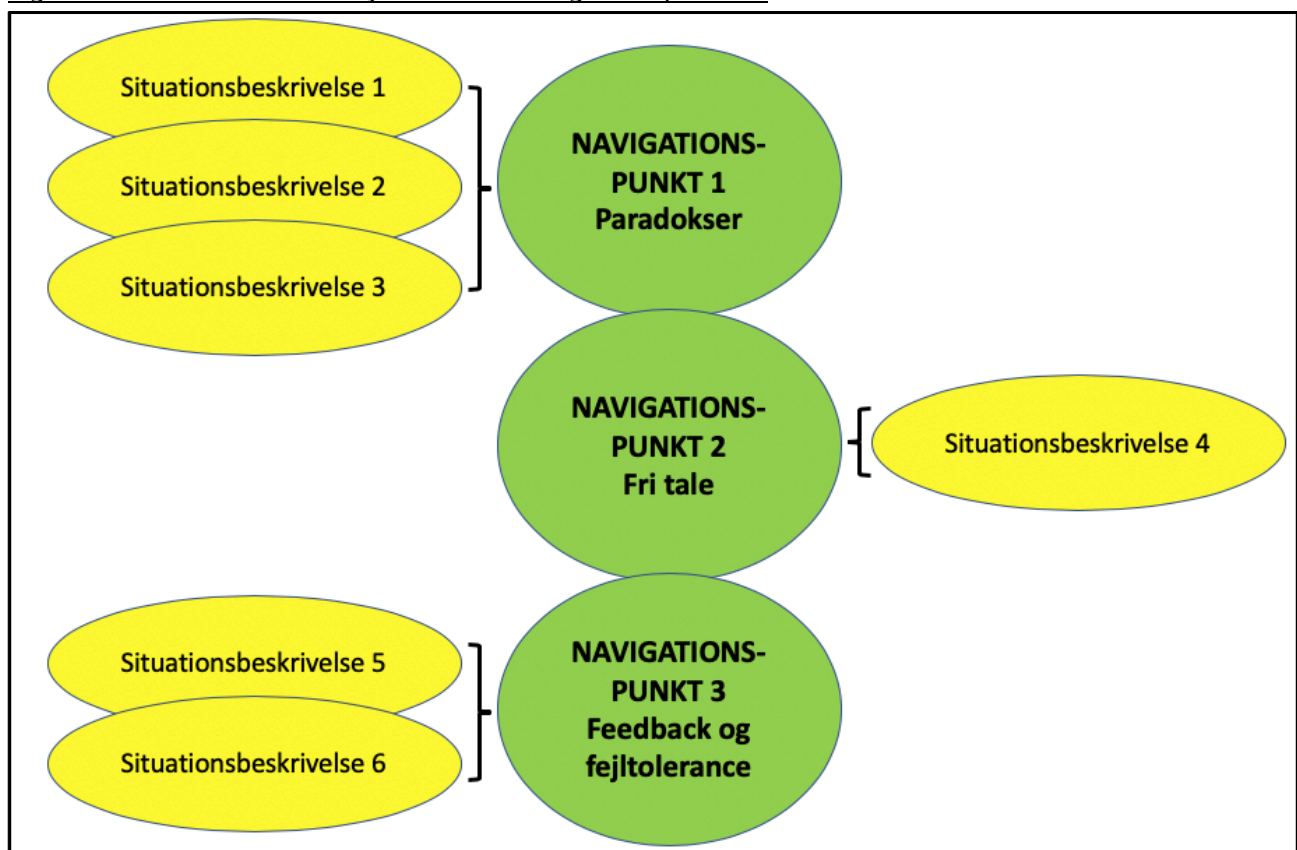 Situationsbeskrivelse 1
Situationsbeskrivelse 2
Situationsbeskrivelse 3
NAVIGATIONS-
PUNKT 1
Paradokser
NAVIGATIONS-
PUNKT 2
Fri tale
Situationsbeskrivelse 4
Situationsbeskrivelse 5
Situationsbeskrivelse 6
NAVIGATIONS-
PUNKT 3
Feedback og
fejltolerance